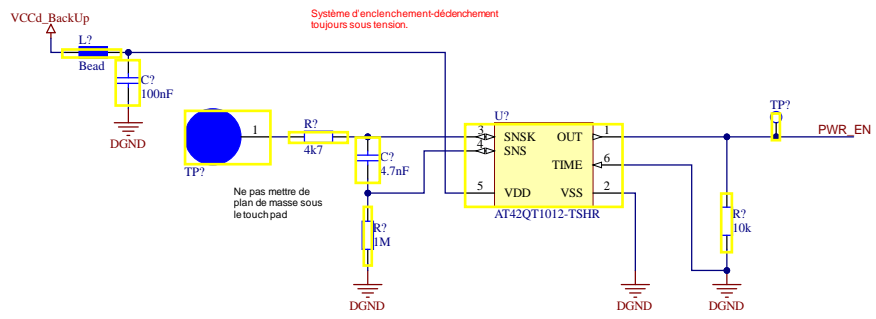 Système d'enclenchement-dédenchement
toujours sous tension.
VCCd_BackUp
L?
Bead
C?
100nF
DGND
TP?
1
R?
4k7
C?
4.7nF
Ne pas mettre de
plan de masse sous
le touch pad
R?
1M
DGND
U?
3 SNSK OUT 1
4 SNS
TIME 6
5 VDD VSS 2
AT42QT1012-TSHR
DGND
TP?
PWR_EN
R?
10k
DGND